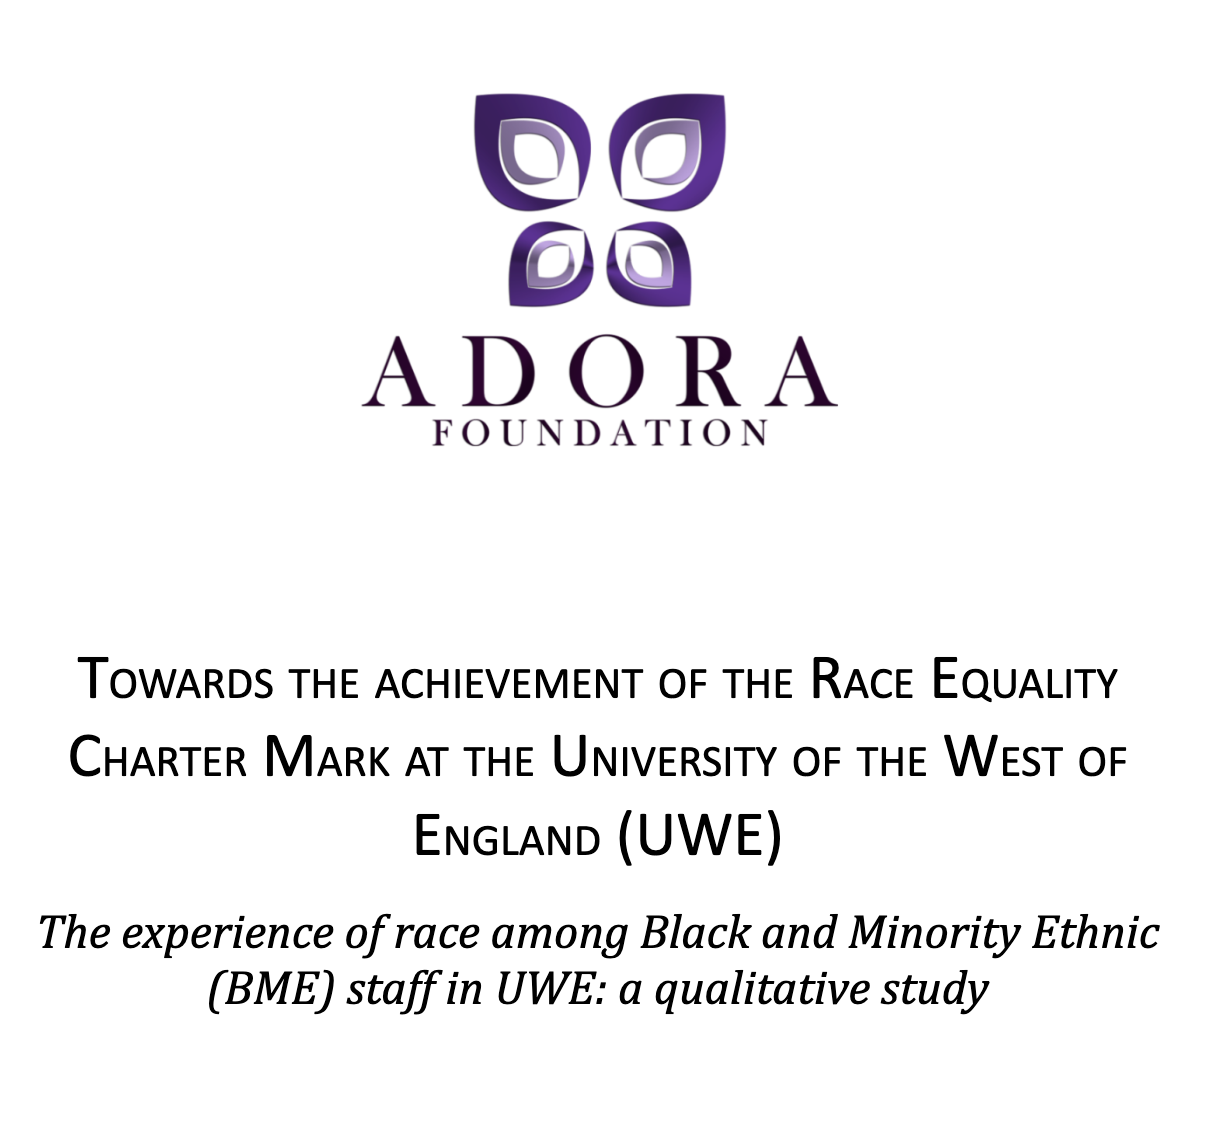 ADORA
FOUNDATION
Towards the achievement of the Race Equality
Charter Mark at the University of the West of
England (UWE)
The experience of race among Black and Minority Ethnic
(BME) staff in UWE: a qualitative study